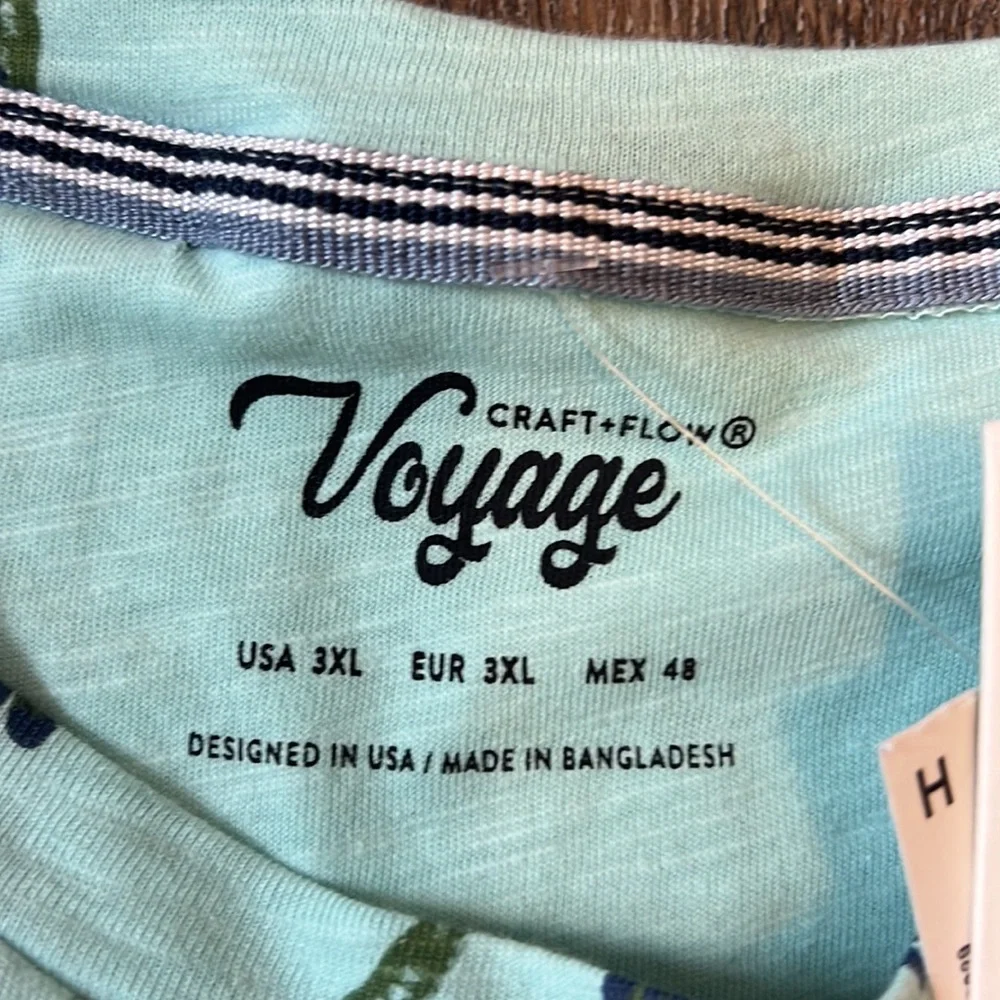 CRAFT+FLOW®
Voyage
USA 3XL EUR 3XL MEX 48
DESIGNED IN USA / MADE IN BANGLADESH
H